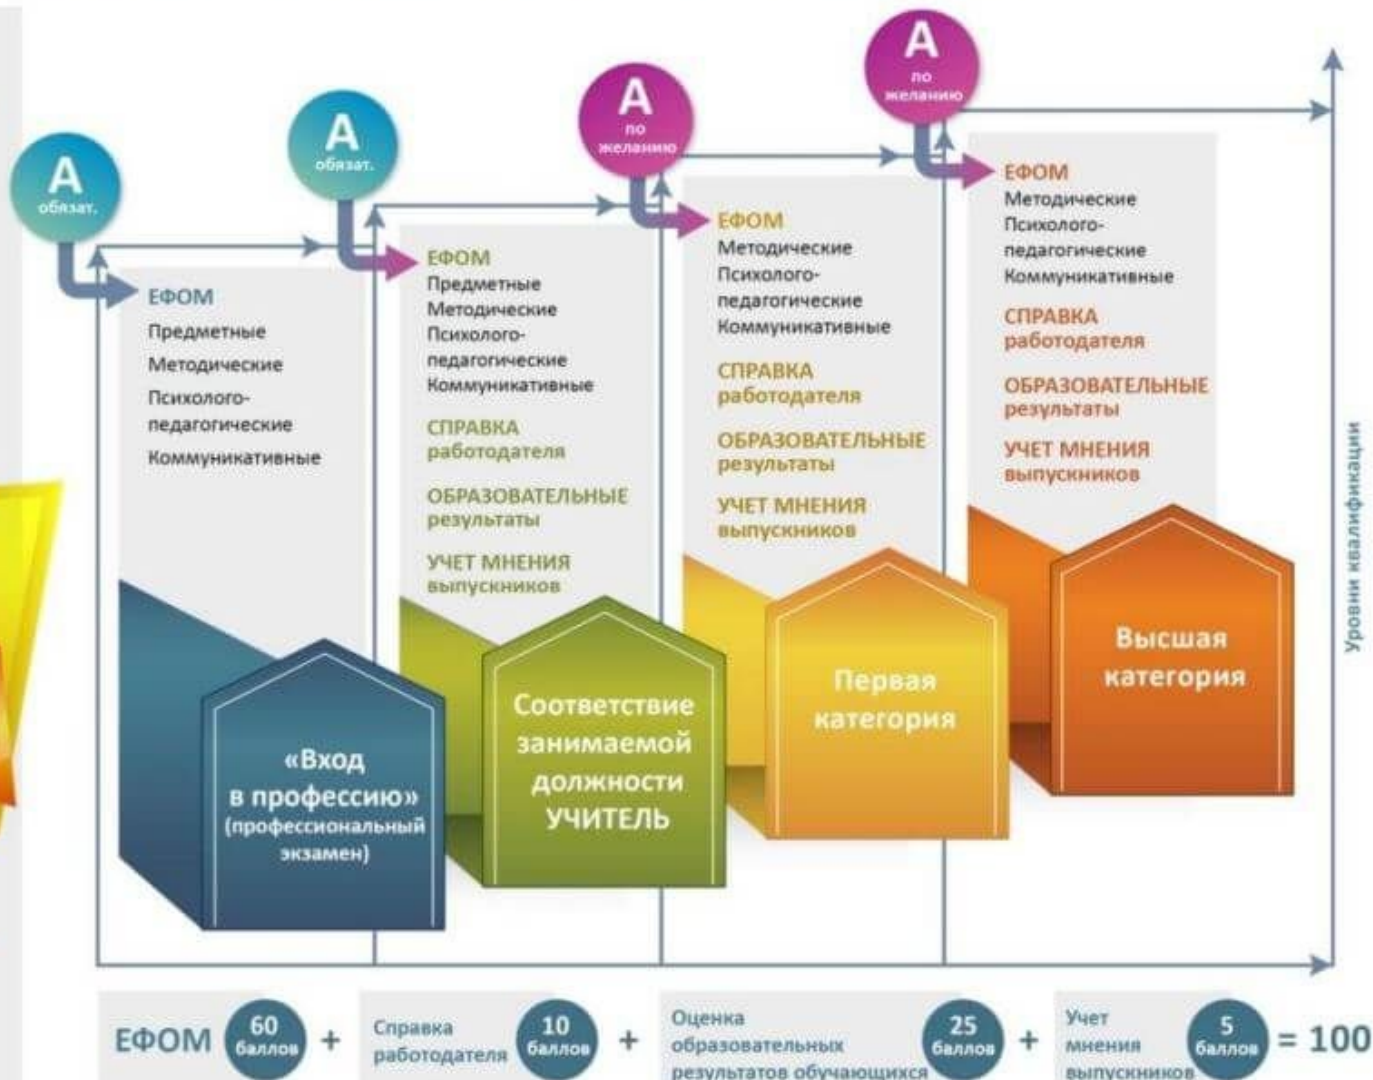 А
обязат.
ЕФОМ
Предметные
Методические
Психолого-
педагогические
Коммуникативные
«Вход
в профессию»
(профессиональный
экзамен)
А
обязат.
ЕФОМ
Предметные
Методические
Психолого-
педагогические
Коммуникативные
СПРАВКА
работодателя
ОБРАЗОВАТЕЛЬНЫЕ
результаты
УЧЕТ МНЕНИЯ
выпускников
Соответствие
занимаемой
должности
УЧИТЕЛЬ
А
по
желанию
ЕФОМ
Методические
Психолого-
педагогические
Коммуникативные
СПРАВКА
работодателя
ОБРАЗОВАТЕЛЬНЫЕ
результаты
УЧЕТ МНЕНИЯ
выпускников
Первая
категория
А
по
желанию
ЕФОМ
Методические
Психолого-
педагогические
Коммуникативные
СПРАВКА
работодателя
ОБРАЗОВАТЕЛЬНЫЕ
результаты
УЧЕТ МНЕНИЯ
выпускников
Высшая
категория
Уровни квалификации
ЕФОМ
60
баллов
+
Справка
работодателя
10
баллов
+
Оценка
образовательных
результатов обучающихся
25
баллов
+
Учет
мнения
выпускников
5
баллов
= 100